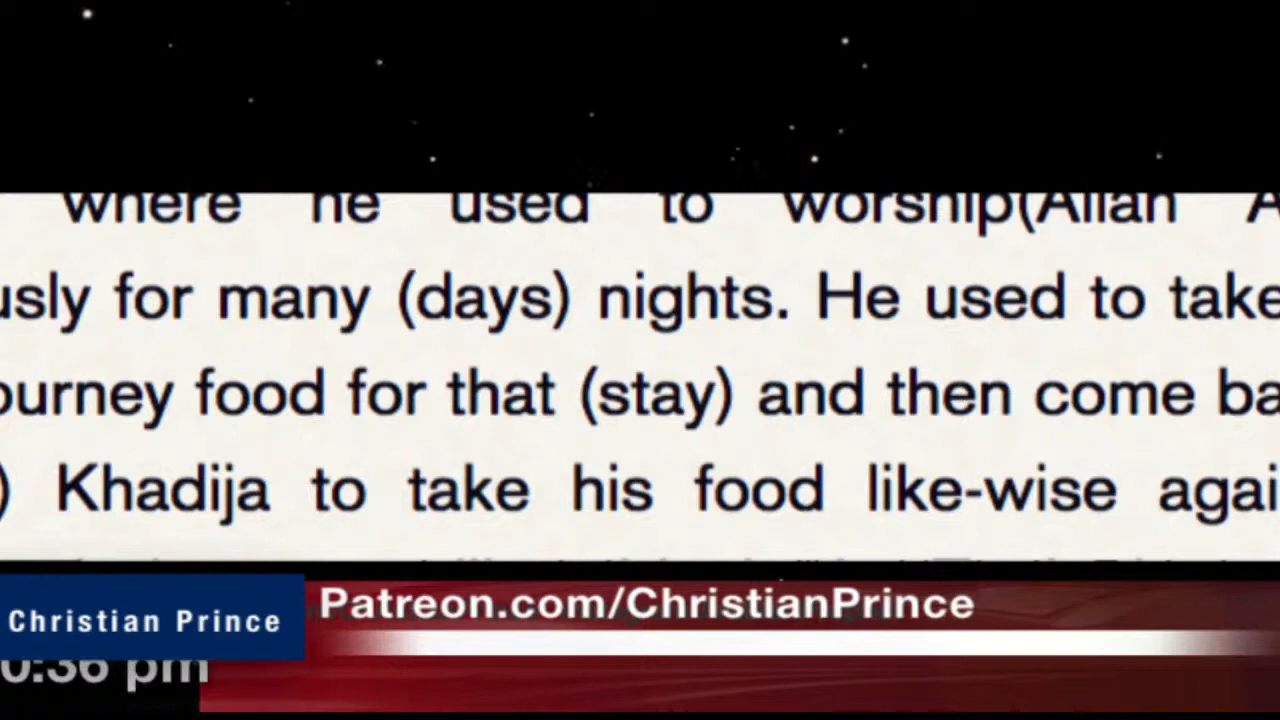 where he used to worship(Allah A
usly for many (days) nights. He used to take
ourney food for that (stay) and then come ba
) Khadija to take his food like-wise agai
Patreon.com/ChristianPrince
Christian Prince
0:36 pm